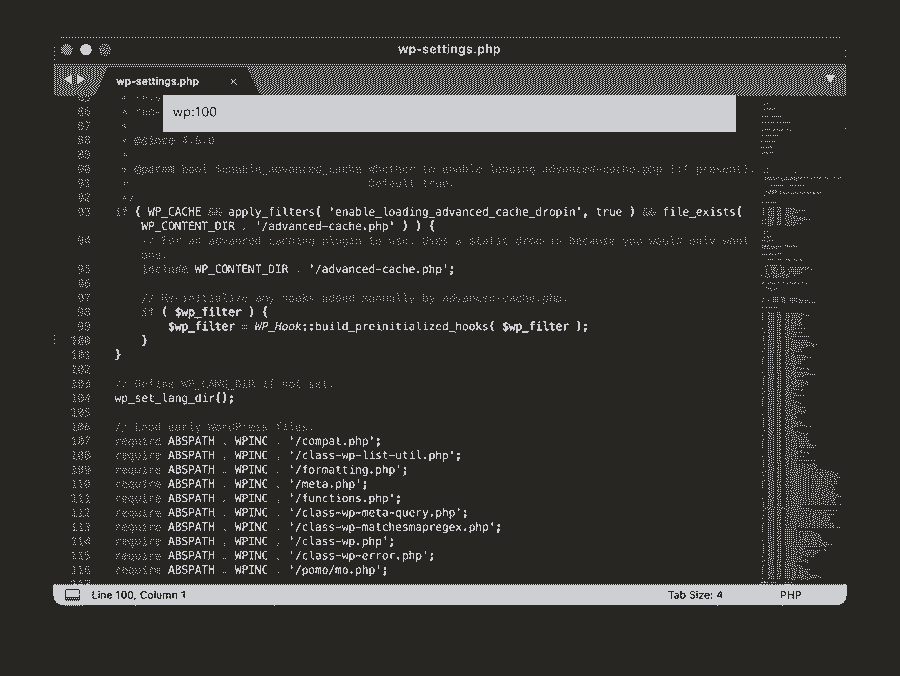 wp-settings.php
wp-settings.php ×
wp:100
86
87 *
88 * @since 4.6.0
89 *
90 * @param bool $enable_advanced_cache Whether to enable loading advanced-cache.php (if present).
91 * Default true.
92 */
93 if ( WP_CACHE && apply_filters( 'enable_loading_advanced_cache_dropin', true ) && file_exists(
WP_CONTENT_DIR . '/advanced-cache.php' ) ) {
94 // For an advanced caching plugin to use. Uses a static drop-in because you would only want
one.
95 include WP_CONTENT_DIR . '/advanced-cache.php';
96
97 // Re-initialize any hooks added manually by advanced-cache.php.
98 if ( $wp_filter ) {
99 $wp_filter = WP_Hook::build_preinitialized_hooks( $wp_filter );
100 }
101 }
102
103 // Define WP_LANG_DIR if not set.
104 wp_set_lang_dir();
105
106 // Load early WordPress files.
107 require ABSPATH . WPINC . '/compat.php';
108 require ABSPATH . WPINC . '/class-wp-list-util.php';
109 require ABSPATH . WPINC . '/formatting.php';
110 require ABSPATH . WPINC . '/meta.php';
111 require ABSPATH . WPINC . '/functions.php';
112 require ABSPATH . WPINC . '/class-wp-meta-query.php';
113 require ABSPATH . WPINC . '/class-wp-matchesmapregex.php';
114 require ABSPATH . WPINC . '/class-wp.php';
115 require ABSPATH . WPINC . '/class-wp-error.php';
116 require ABSPATH . WPINC . '/pomo/mo.php';
Line 100, Column 1 Tab Size: 4 PHP